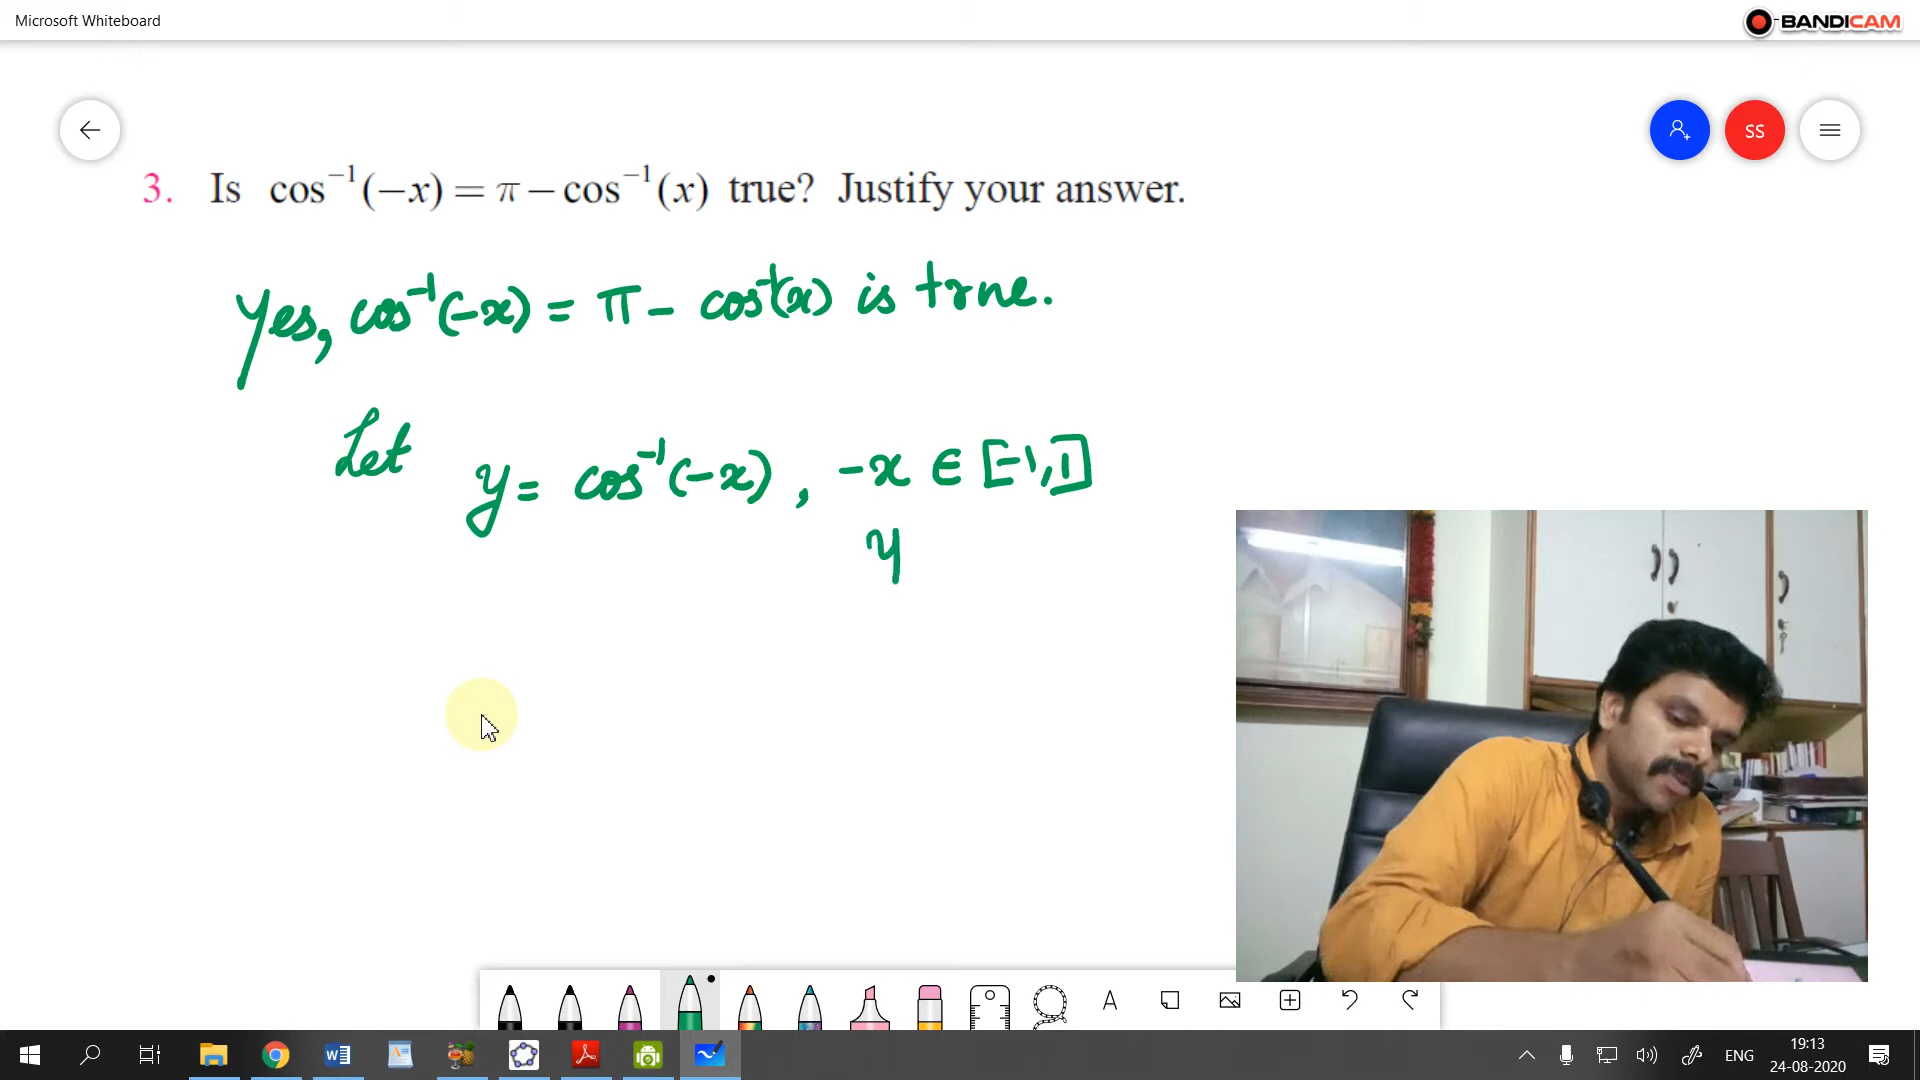 Microsoft Whiteboard
BANDICAM
SS
3. Is cos⁻¹(−x) = π − cos⁻¹(x) true? Justify your answer.
Yes, cos⁻¹(-x) = π - cos⁻¹(x) is true.
Let y = cos⁻¹(-x), -x ∈ [-1,1]
y
A
19:13
ENG
24-08-2020